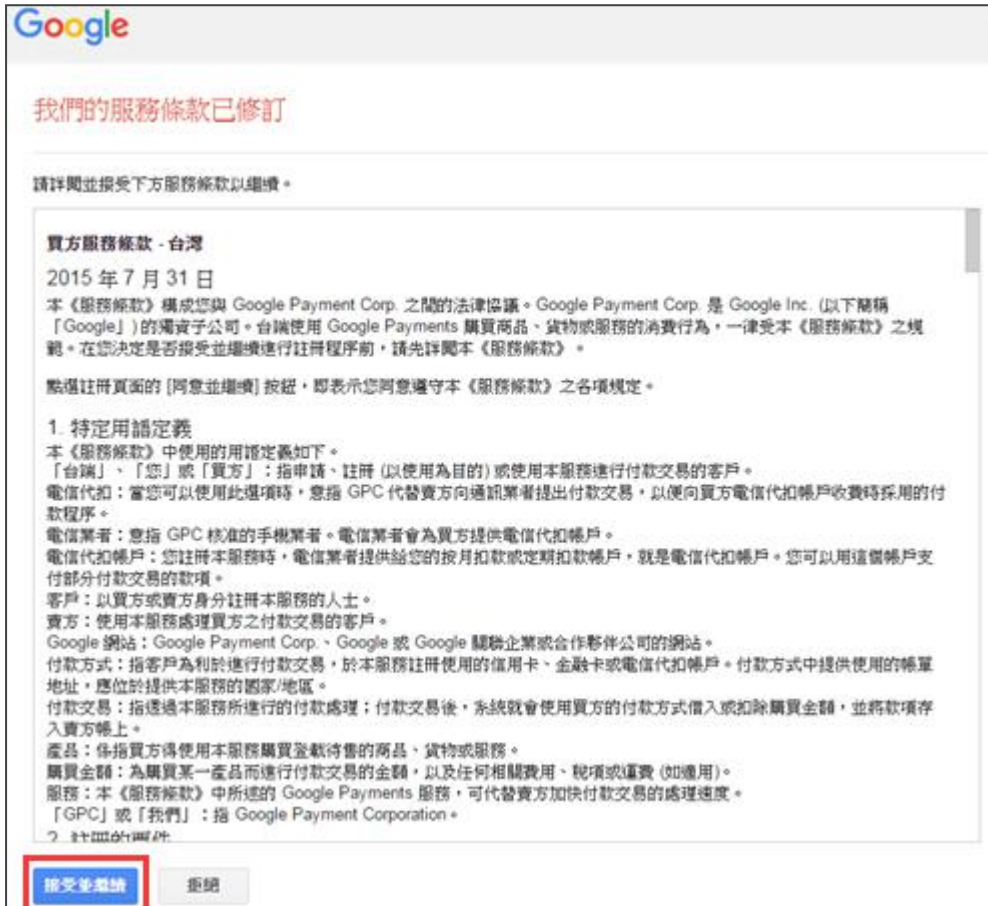 Google
我們的服務條款已修訂
請詳閱並接受下方服務條款以繼續。
買方服務條款 - 台灣
2015 年 7 月 31 日
本《服務條款》構成您與 Google Payment Corp. 之間的法律協議。Google Payment Corp. 是 Google Inc. (以下簡稱
「Google」) 的獨資子公司。台端使用 Google Payments 購買商品、貨物或服務的消費行為，一律受本《服務條款》之規
範。在您決定是否接受並繼續進行註冊程序前，請先詳閱本《服務條款》。
點選註冊頁面的 [同意並繼續] 按鈕，即表示您同意遵守本《服務條款》之各項規定。
1. 特定用語定義
本《服務條款》中使用的用語定義如下。
「台端」、「您」或「買方」：指申請、註冊 (以使用為目的) 或使用本服務進行付款交易的客戶。
電信代扣：當您可以使用此選項時，意指 GPC 代替賣方向通訊業者提出付款交易，以便向買方電信代扣帳戶收費時採用的付
款程序。
電信業者：意指 GPC 核准的手機業者。電信業者會為買方提供電信代扣帳戶。
電信代扣帳戶：您註冊本服務時，電信業者提供給您的按月扣款或定期扣款帳戶，就是電信代扣帳戶。您可以用這個帳戶支
付部分付款交易的款項。
客戶：以買方或賣方身分註冊本服務的人士。
賣方：使用本服務處理買方之付款交易的客戶。
Google 網站：Google Payment Corp.、Google 或 Google 關聯企業或合作夥伴公司的網站。
付款方式：指客戶為利於進行付款交易，於本服務註冊使用的信用卡、金融卡或電信代扣帳戶。付款方式中提供使用的帳單
地址，應位於提供本服務的國家/地區。
付款交易：指透過本服務所進行的付款處理；付款交易後，系統就會使用買方的付款方式借入或扣除購買金額，並將款項存
入賣方帳上。
產品：係指買方得使用本服務購買登載待售的商品、貨物或服務。
購買金額：為購買某一產品而進行付款交易的金額，以及任何相關費用、稅項或運費 (如適用)。
服務：本《服務條款》中所述的 Google Payments 服務，可代替賣方加快付款交易的處理速度。
「GPC」或「我們」：指 Google Payment Corporation。
2. 註冊的要件
接受並繼續
拒絕